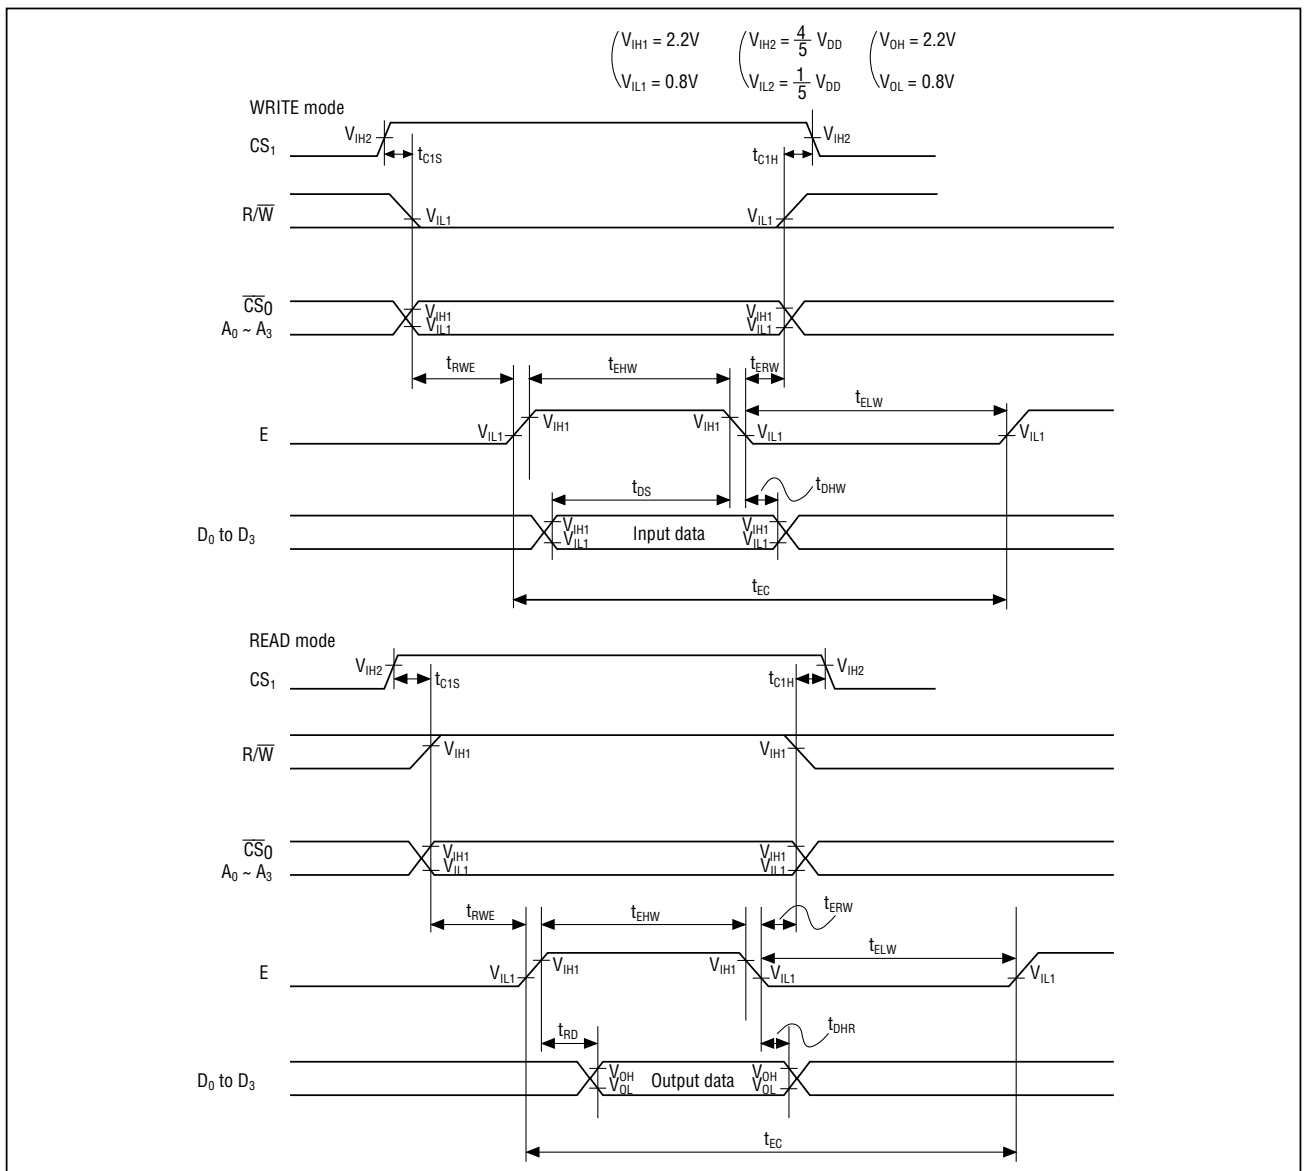 V_IH1 = 2.2V V_IH2 = 4/5 V_DD V_OH = 2.2V
V_IL1 = 0.8V V_IL2 = 1/5 V_DD V_OL = 0.8V
WRITE mode
CS₁ V_IH2 V_IH2
t_C1S t_C1H
R/W̅ V_IL1 V_IL1
C̅S̅0
A₀ ~ A₃
V_IH1 V_IH1
V_IL1 V_IL1
t_RWE t_EHW t_ERW
t_ELW
E V_IL1 V_IH1 V_IH1 V_IL1 V_IL1
t_DS t_DHW
D₀ to D₃
V_IH1 Input data V_IH1
V_IL1 V_IL1
t_EC
READ mode
CS₁ V_IH2 V_IH2
t_C1S t_C1H
R/W̅ V_IH1 V_IH1
C̅S̅0
A₀ ~ A₃
V_IH1 V_IH1
V_IL1 V_IL1
t_RWE t_EHW t_ERW
t_ELW
E V_IL1 V_IH1 V_IH1 V_IL1 V_IL1
t_RD t_DHR
D₀ to D₃
V_OH Output data V_OH
V_OL V_OL
t_EC